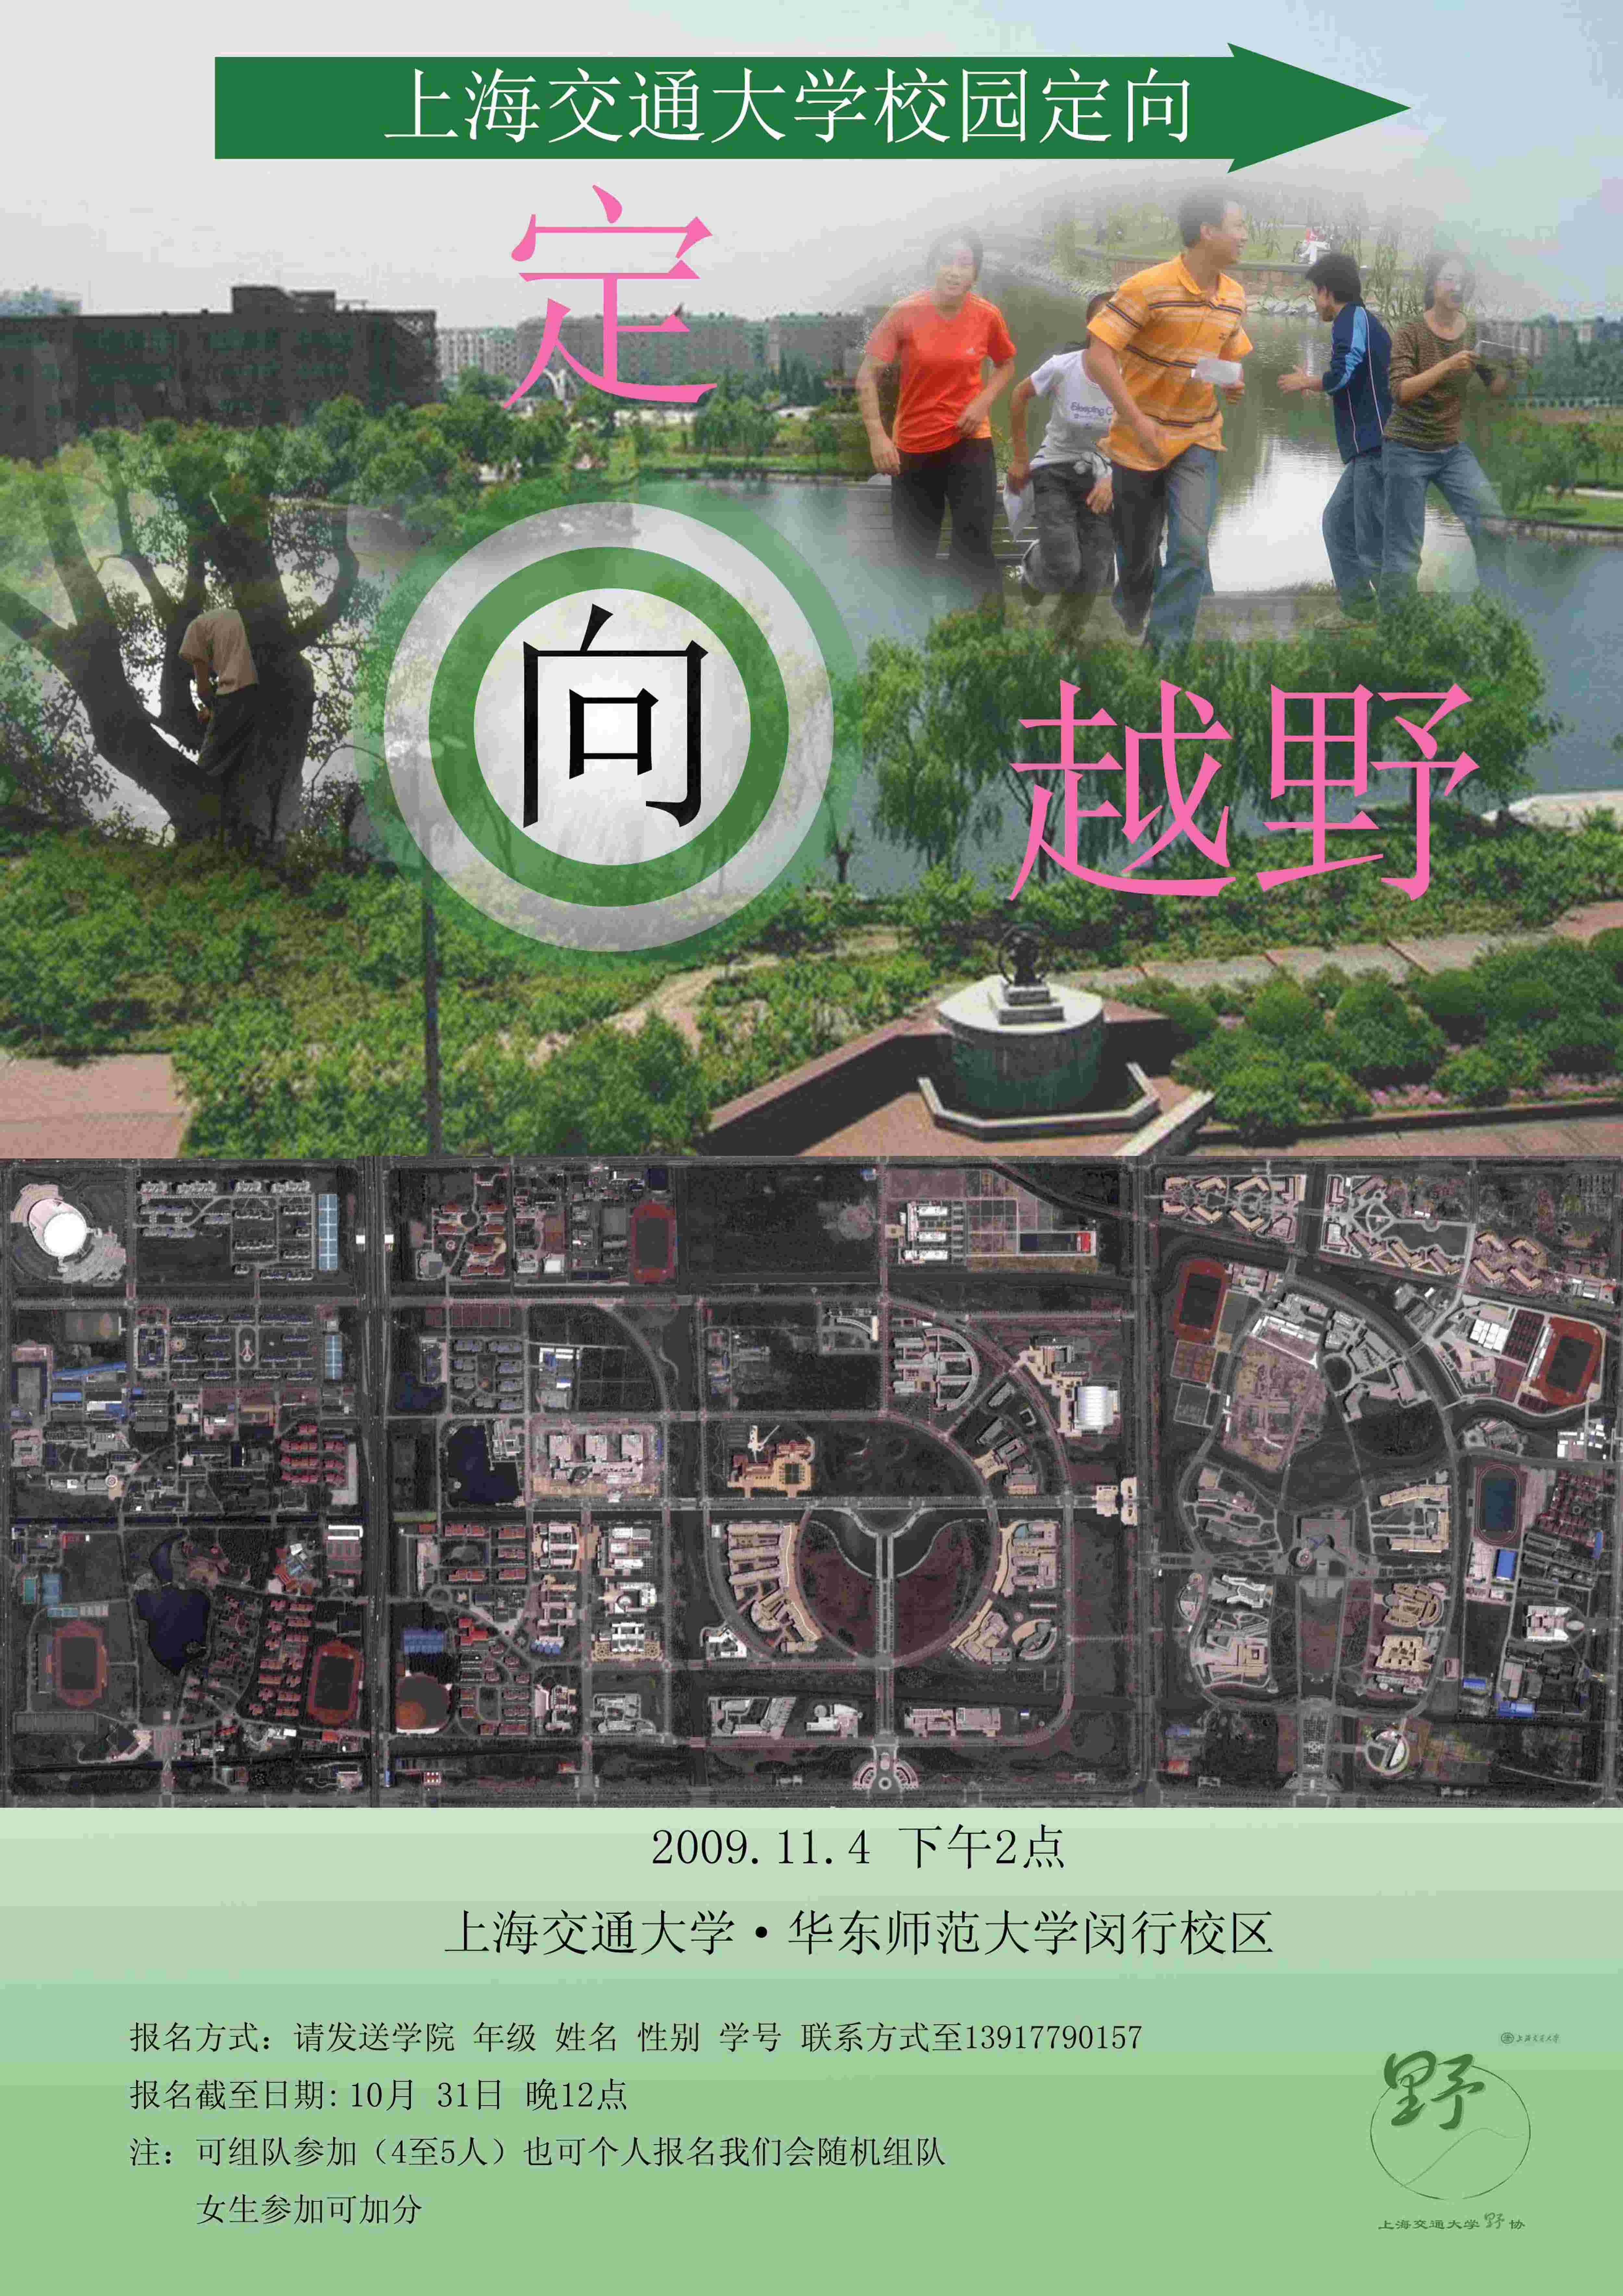 上海交通大学校园定向
定
向
越野
2009.11.4 下午2点
上海交通大学·华东师范大学闵行校区
报名方式：请发送学院 年级 姓名 性别 学号 联系方式至13917790157
报名截至日期:10月 31日 晚12点
注：可组队参加（4至5人）也可个人报名我们会随机组队
女生参加可加分
上海交通大学
野
上海交通大学野协